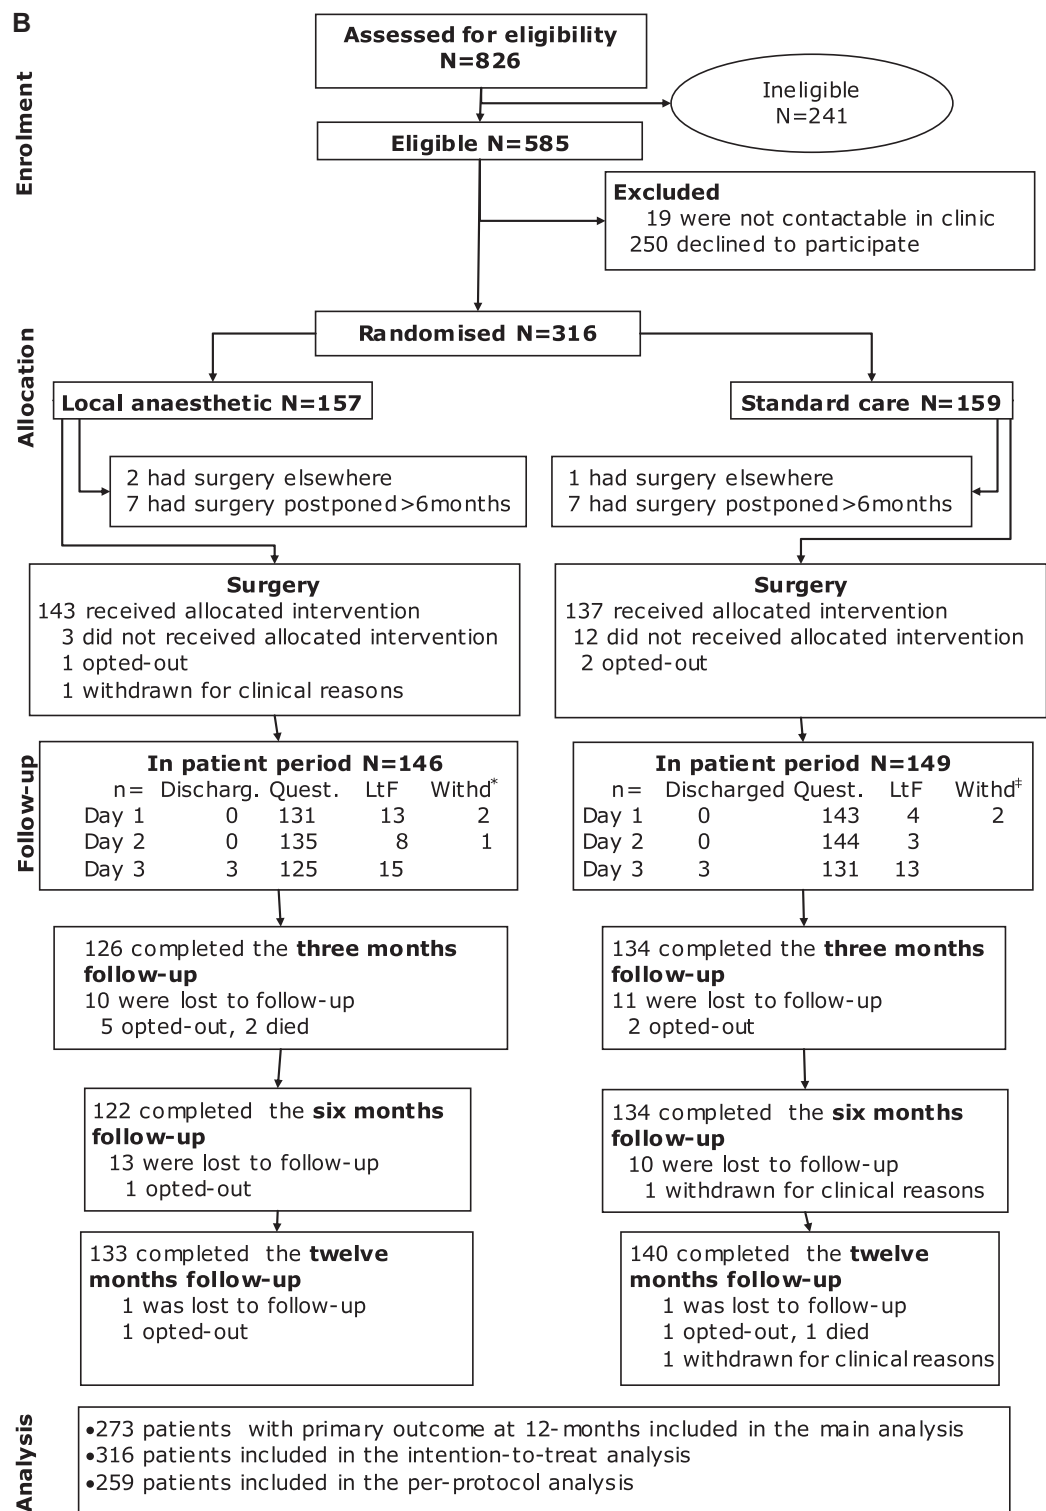 B
Enrolment
Assessed for eligibility
N=826
Ineligible
N=241
Eligible N=585
Excluded
19 were not contactable in clinic
250 declined to participate
Allocation
Randomised N=316
Local anaesthetic N=157
Standard care N=159
2 had surgery elsewhere
7 had surgery postponed>6months
1 had surgery elsewhere
7 had surgery postponed>6months
Surgery
143 received allocated intervention
3 did not received allocated intervention
1 opted-out
1 withdrawn for clinical reasons
Surgery
137 received allocated intervention
12 did not received allocated intervention
2 opted-out
Follow-up
In patient period N=146
n= Discharg. Quest. LtF Withd*
Day 1 0 131 13 2
Day 2 0 135 8 1
Day 3 3 125 15
In patient period N=149
n= Discharged Quest. LtF Withd‡
Day 1 0 143 4 2
Day 2 0 144 3
Day 3 3 131 13
126 completed the three months
follow-up
10 were lost to follow-up
5 opted-out, 2 died
134 completed the three months
follow-up
11 were lost to follow-up
2 opted-out
122 completed the six months
follow-up
13 were lost to follow-up
1 opted-out
134 completed the six months
follow-up
10 were lost to follow-up
1 withdrawn for clinical reasons
133 completed the twelve
months follow-up
1 was lost to follow-up
1 opted-out
140 completed the twelve
months follow-up
1 was lost to follow-up
1 opted-out, 1 died
1 withdrawn for clinical reasons
Analysis
•273 patients with primary outcome at 12-months included in the main analysis
•316 patients included in the intention-to-treat analysis
•259 patients included in the per-protocol analysis